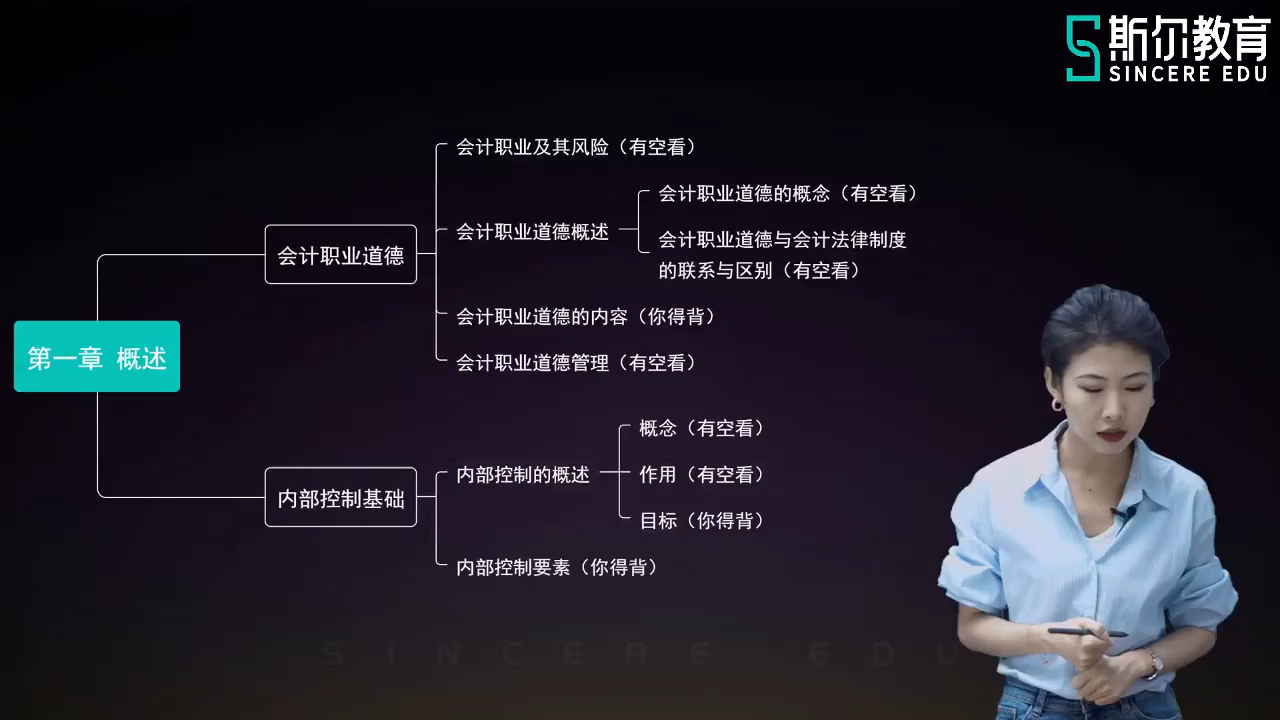 斯尔教育
SINCERE EDU
会计职业及其风险（有空看）
会计职业道德的概念（有空看）
会计职业道德概述
会计职业道德与会计法律制度
的联系与区别（有空看）
会计职业道德
会计职业道德的内容（你得背）
会计职业道德管理（有空看）
第一章 概述
概念（有空看）
内部控制的概述
作用（有空看）
内部控制基础
目标（你得背）
内部控制要素（你得背）
SINCERE EDU